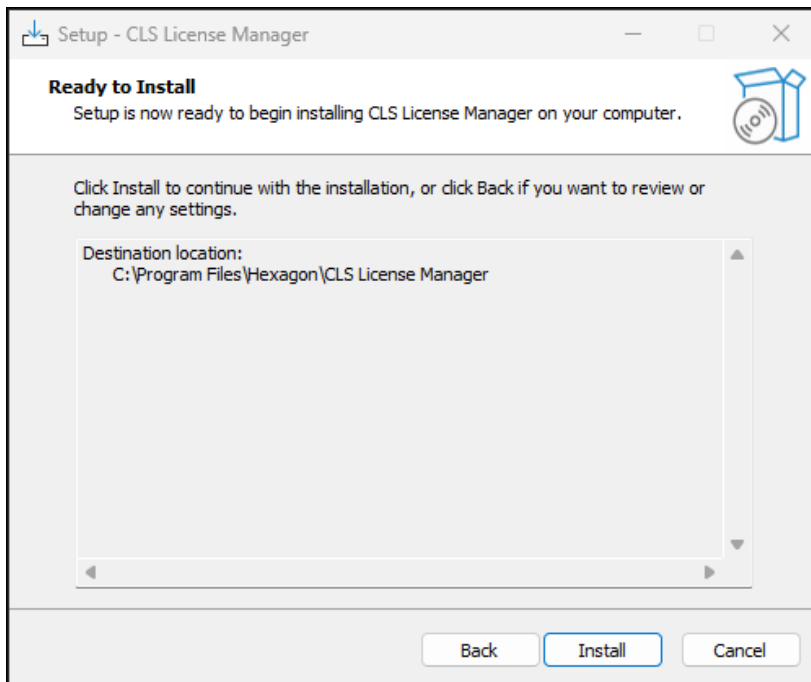 Setup - CLS License Manager
Ready to Install
Setup is now ready to begin installing CLS License Manager on your computer.
Click Install to continue with the installation, or click Back if you want to review or
change any settings.
Destination location:
C:\Program Files\Hexagon\CLS License Manager
Back
Install
Cancel